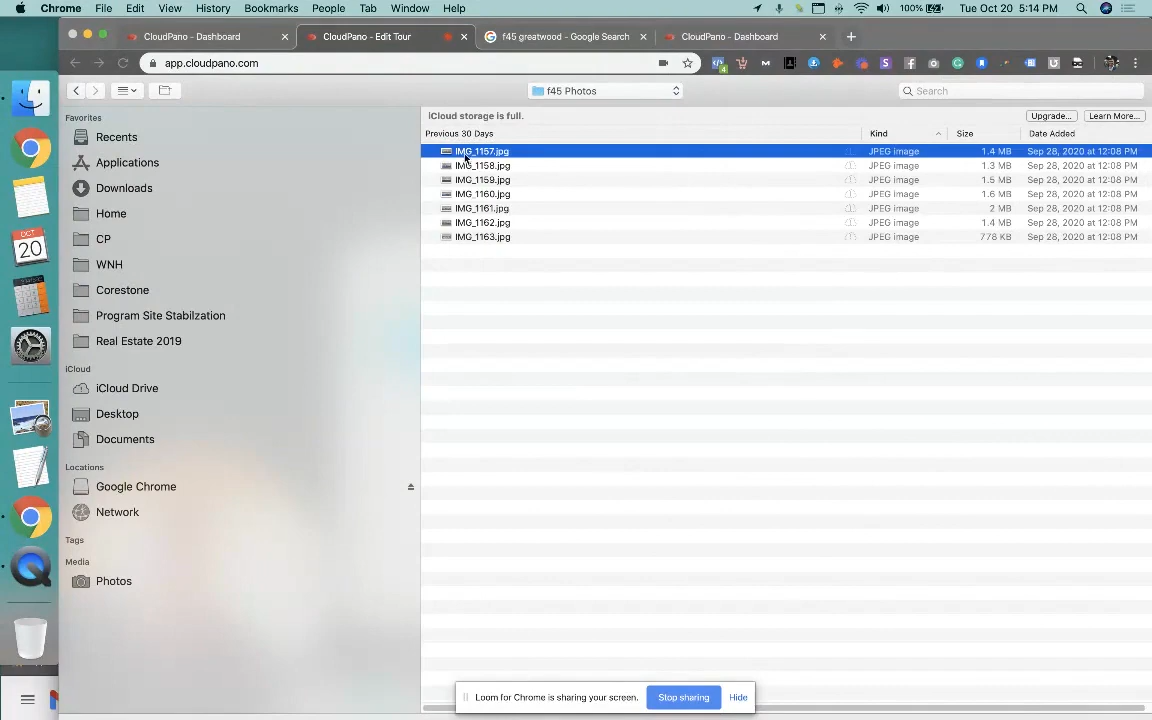 Chrome File Edit View History Bookmarks People Tab Window Help 100% Tue Oct 20 5:14 PM
CloudPano - Dashboard CloudPano - Edit Tour f45 greatwood - Google Search CloudPano - Dashboard
app.cloudpano.com
f45 Photos Search
Favorites
Recents
Applications
Downloads
Home
CP
WNH
Corestone
Program Site Stabilzation
Real Estate 2019
iCloud
iCloud Drive
Desktop
Documents
Locations
Google Chrome
Network
Tags
Media
Photos
iCloud storage is full. Upgrade... Learn More...
Previous 30 Days Kind Size Date Added
IMG_1157.jpg JPEG image 1.4 MB Sep 28, 2020 at 12:08 PM
IMG_1158.jpg JPEG image 1.3 MB Sep 28, 2020 at 12:08 PM
IMG_1159.jpg JPEG image 1.5 MB Sep 28, 2020 at 12:08 PM
IMG_1160.jpg JPEG image 1.6 MB Sep 28, 2020 at 12:08 PM
IMG_1161.jpg JPEG image 2 MB Sep 28, 2020 at 12:08 PM
IMG_1162.jpg JPEG image 1.4 MB Sep 28, 2020 at 12:08 PM
IMG_1163.jpg JPEG image 778 KB Sep 28, 2020 at 12:08 PM
OCT
20
Loom for Chrome is sharing your screen. Stop sharing Hide